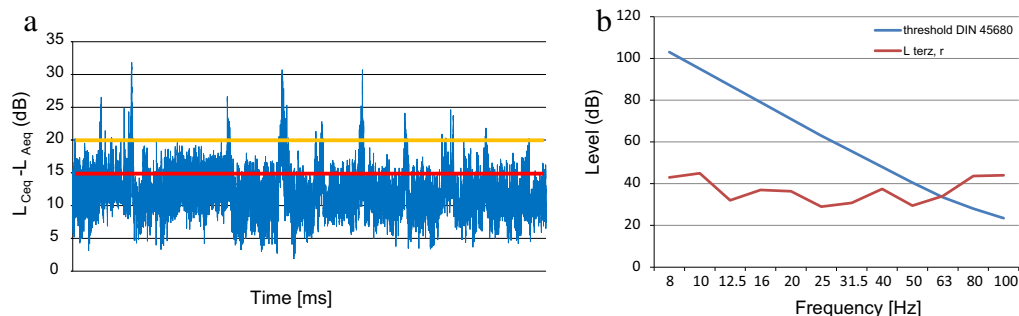 a
L Ceq - L Aeq (dB)
35
30
25
20
15
10
5
0
Time [ms]
b
Level (dB)
120
100
80
60
40
20
0
threshold DIN 45680
L terz, r
8 10 12.5 16 20 25 31.5 40 50 63 80 100
Frequency [Hz]